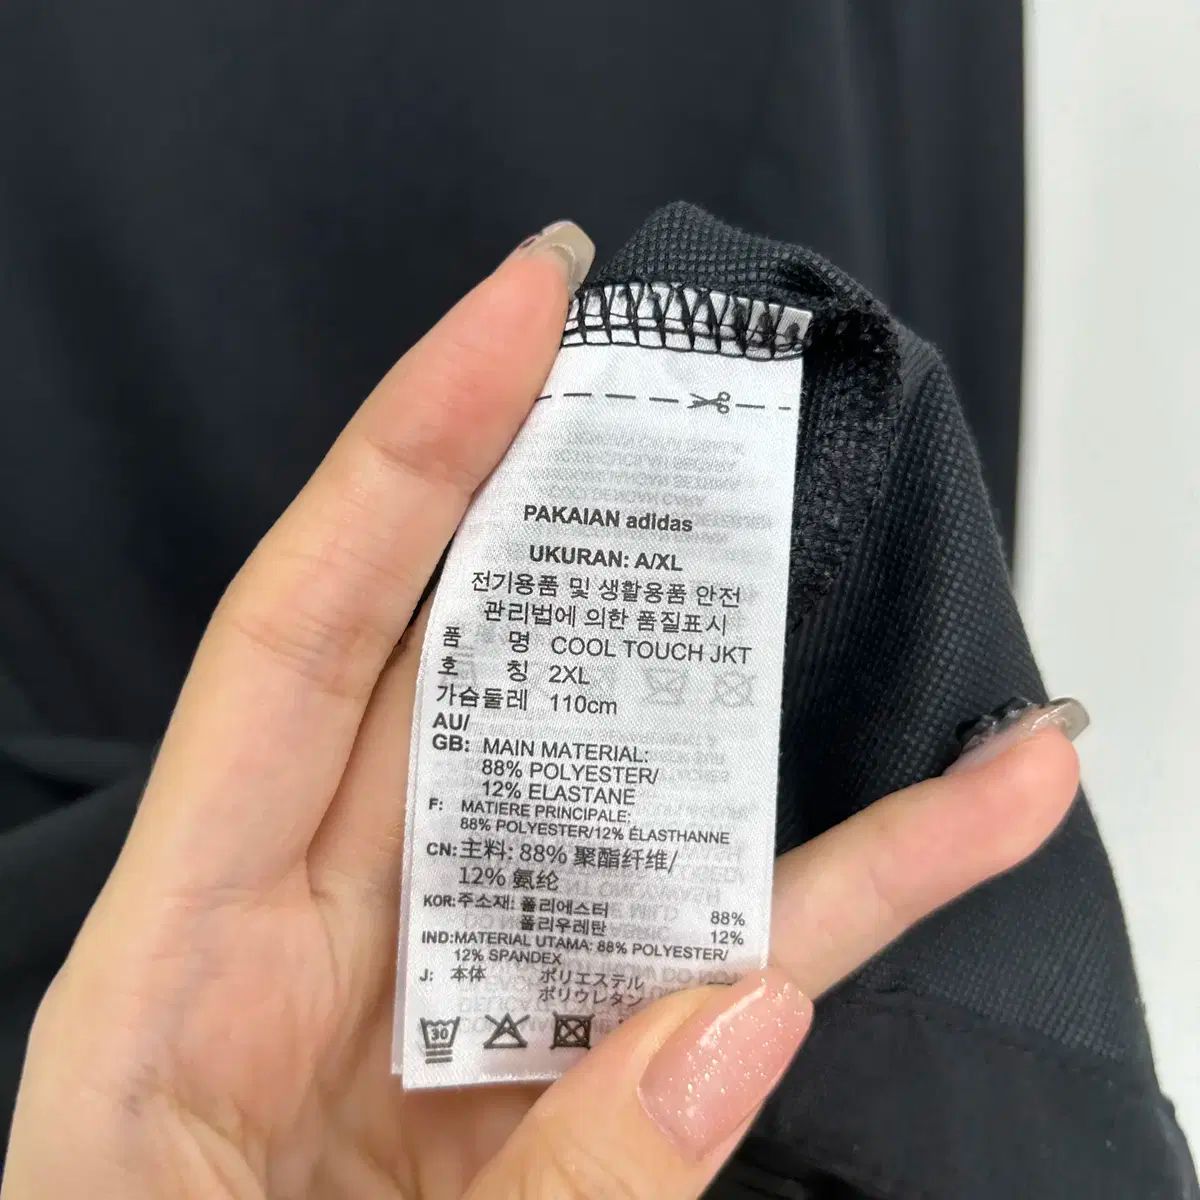 PAKAIAN adidas
UKURAN: A/XL
전기용품 및 생활용품 안전
관리법에 의한 품질표시
품 명 COOL TOUCH JKT
호 칭 2XL
가슴둘레 110cm
AU/
GB: MAIN MATERIAL:
88% POLYESTER/
12% ELASTANE
F: MATIERE PRINCIPALE:
88% POLYESTER/12% ÉLASTHANNE
CN: 主料: 88% 聚酯纤维/
12% 氨纶
KOR: 주소재: 폴리에스터 88%
폴리우레탄 12%
IND: MATERIAL UTAMA: 88% POLYESTER/
12% SPANDEX
J: 本体 ポリエステル
ポリウレタン
30